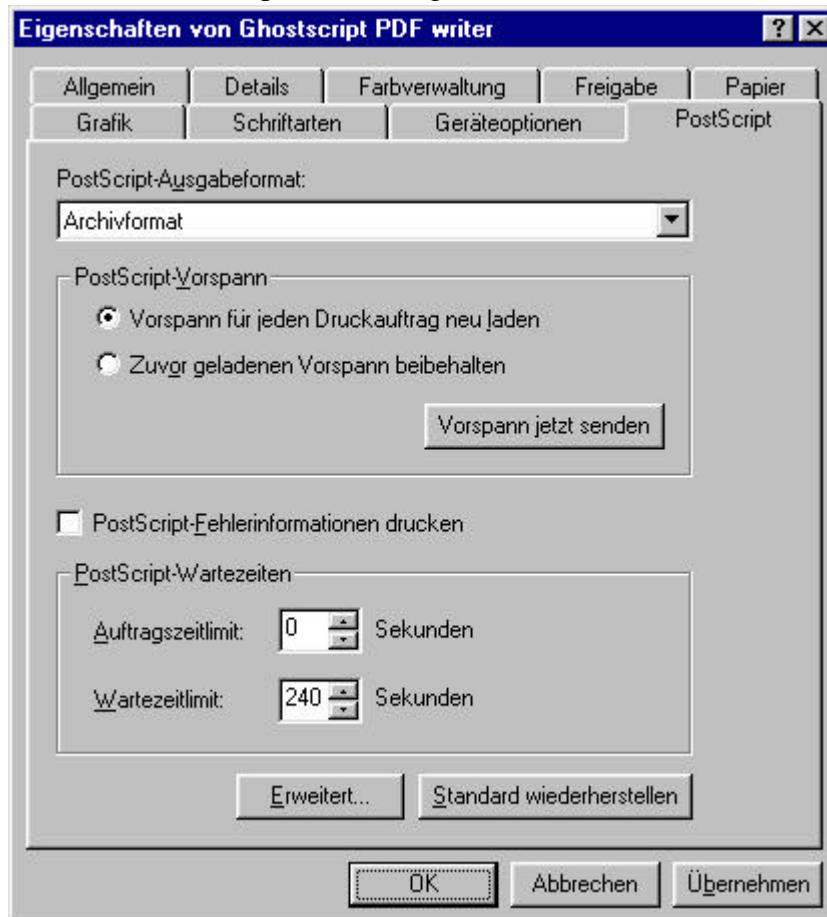 Eigenschaften von Ghostscript PDF writer
Allgemein Details Farbverwaltung Freigabe Papier
Grafik Schriftarten Geräteoptionen PostScript
PostScript-Ausgabeformat:
Archivformat
PostScript-Vorspann
Vorspann für jeden Druckauftrag neu laden
Zuvor geladenen Vorspann beibehalten
Vorspann jetzt senden
PostScript-Fehlerinformationen drucken
PostScript-Wartezeiten
Auftragszeitlimit: 0 Sekunden
Wartezeitlimit: 240 Sekunden
Erweitert... Standard wiederherstellen
OK Abbrechen Übernehmen